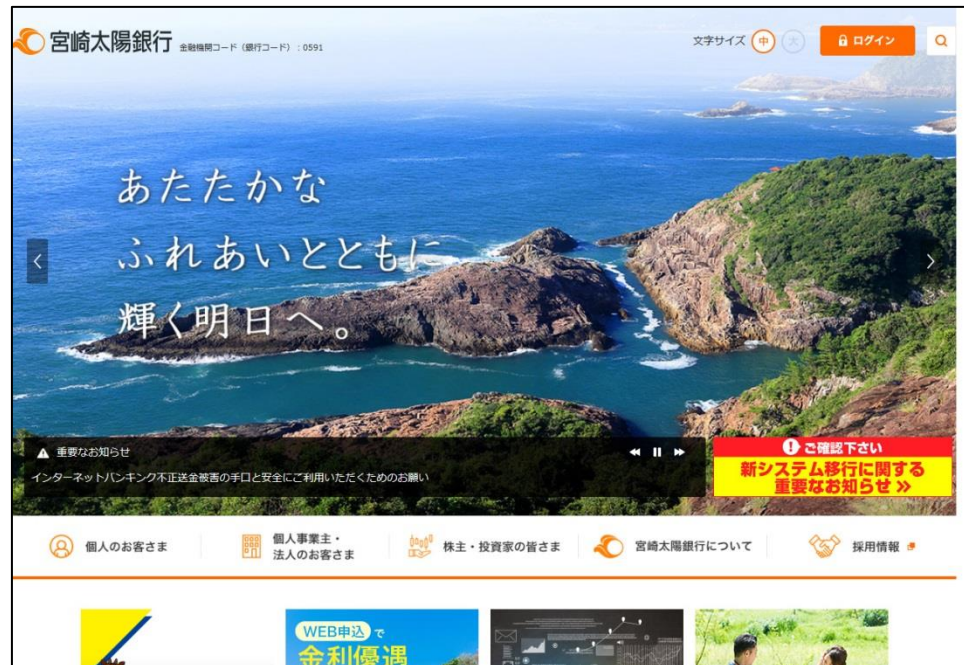 宮崎太陽銀行 金融機関コード（銀行コード）：0591
文字サイズ 中 大 ログイン
あたたかな
ふれあいとともに
輝く明日へ。
重要なお知らせ
インターネットバンキング不正送金被害の手口と安全にご利用いただくためのお願い
ご確認下さい
新システム移行に関する
重要なお知らせ
個人のお客さま
個人事業主・
法人のお客さま
株主・投資家の皆さま
宮崎太陽銀行について
採用情報
WEB申込で
金利優遇